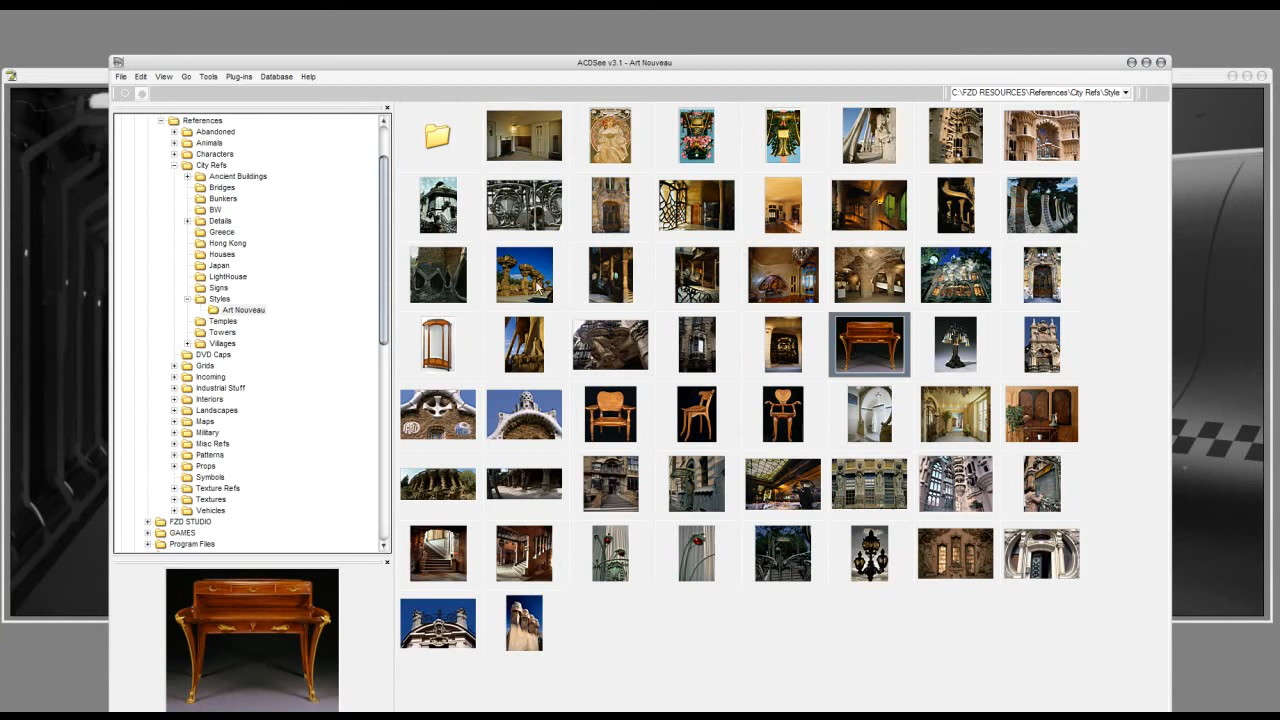 ACDSee v3.1 - Art Nouveau
File Edit View Go Tools Plug-ins Database Help
C:\FZD RESOURCES\References\City Refs\Style
References
Abandoned
Animals
Characters
City Refs
Ancient Buildings
Bridges
Bunkers
BW
Details
Greece
Hong Kong
Houses
Japan
LightHouse
Signs
Styles
Art Nouveau
Temples
Towers
Villages
DVD Caps
Grids
Incoming
Industrial Stuff
Interiors
Landscapes
Maps
Military
Misc Refs
Patterns
Props
Symbols
Texture Refs
Textures
Vehicles
FZD STUDIO
GAMES
Program Files